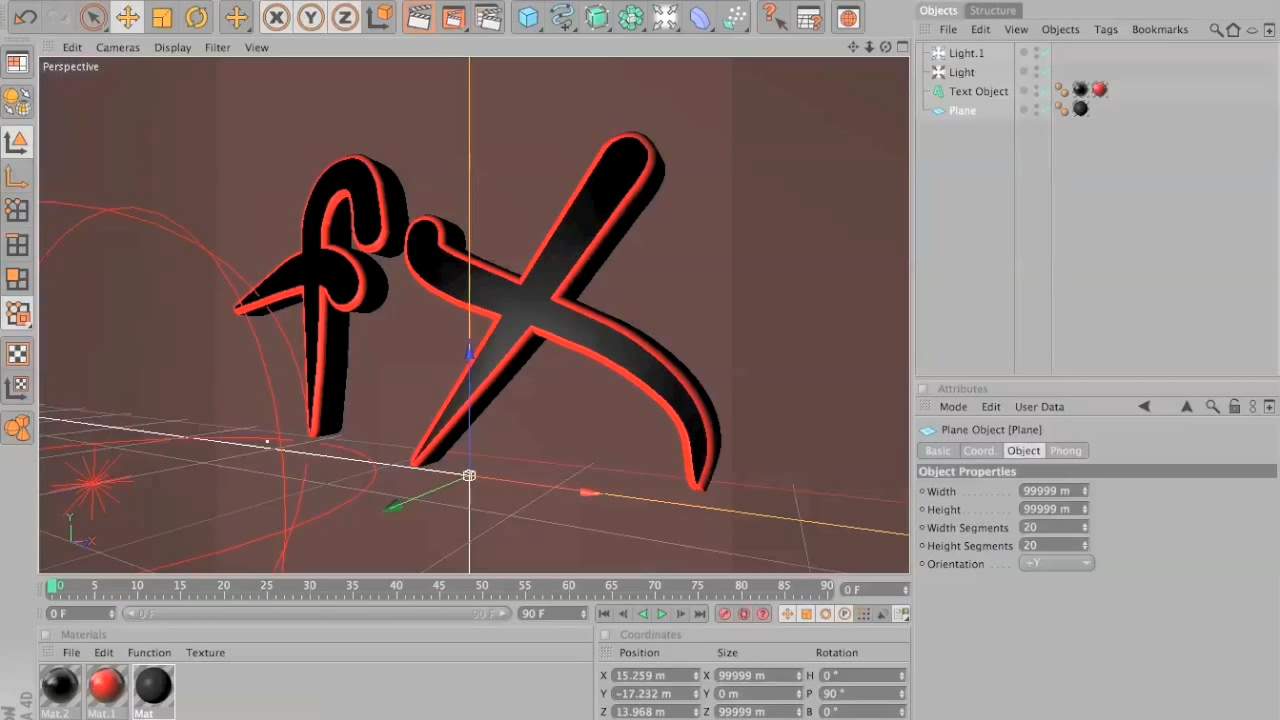 Edit Cameras Display Filter View
Perspective
Objects Structure
File Edit View Objects Tags Bookmarks
Light.1
Light
Text Object
Plane
Attributes
Mode Edit User Data
Plane Object [Plane]
Basic Coord. Object Phong
Object Properties
Width 99999 m
Height 99999 m
Width Segments 20
Height Segments 20
Orientation +Y
X Y Z
fX
Y X
0 5 10 15 20 25 30 35 40 45 50 55 60 65 70 75 80 85 90 0 F
0 F 0 F 90 F 90 F
Materials
File Edit Function Texture
Mat.2 Mat.1 Mat
Coordinates
Position Size Rotation
X 15.259 m X 99999 m H 0 °
Y -17.232 m Y 0 m P 90 °
Z 13.968 m Z 99999 m B 0 °